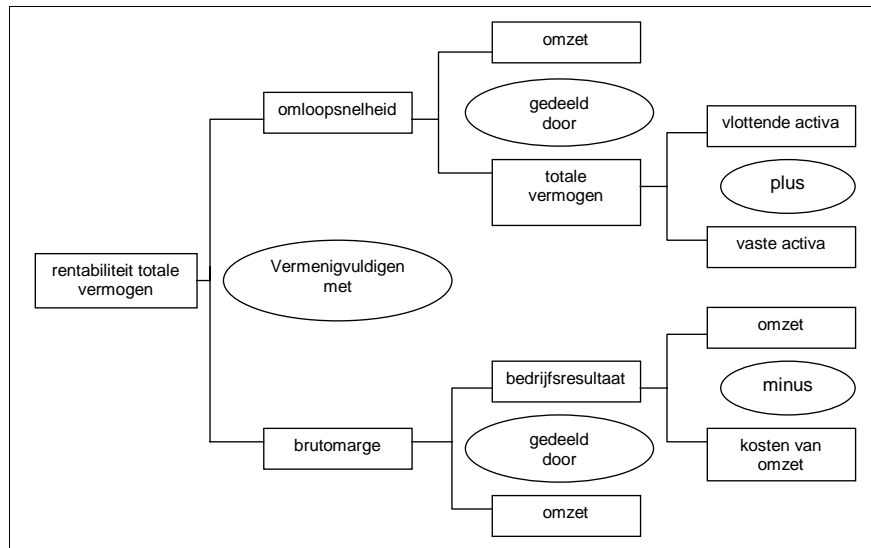 omzet
omloopsnelheid
gedeeld
door
vlottende activa
totale
vermogen
plus
vaste activa
rentabiliteit totale
vermogen
Vermenigvuldigen
met
omzet
bedrijfsresultaat
minus
brutomarge
gedeeld
door
kosten van
omzet
omzet